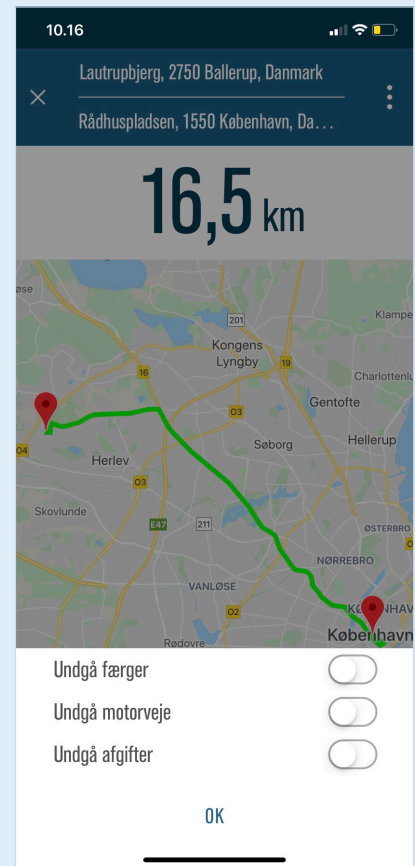 10.16
Lautrupbjerg, 2750 Ballerup, Danmark
Rådhuspladsen, 1550 København, Da...
16,5 km
øse
201
Klampe
Kongens
Lyngby
19
16
Charlottenlu
Gentofte
O3
Søborg
Hellerup
O4
Herlev
O3
Skovlunde
E47
211
ØSTERBRO
NØRREBRO
VANLØSE
O2
KØBENHAV
Rødovre
København
Undgå færger
Undgå motorveje
Undgå afgifter
OK